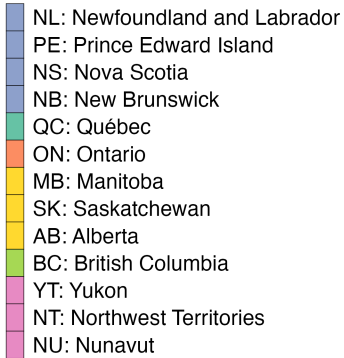 NL: Newfoundland and Labrador
PE: Prince Edward Island
NS: Nova Scotia
NB: New Brunswick
QC: Québec
ON: Ontario
MB: Manitoba
SK: Saskatchewan
AB: Alberta
BC: British Columbia
YT: Yukon
NT: Northwest Territories
NU: Nunavut